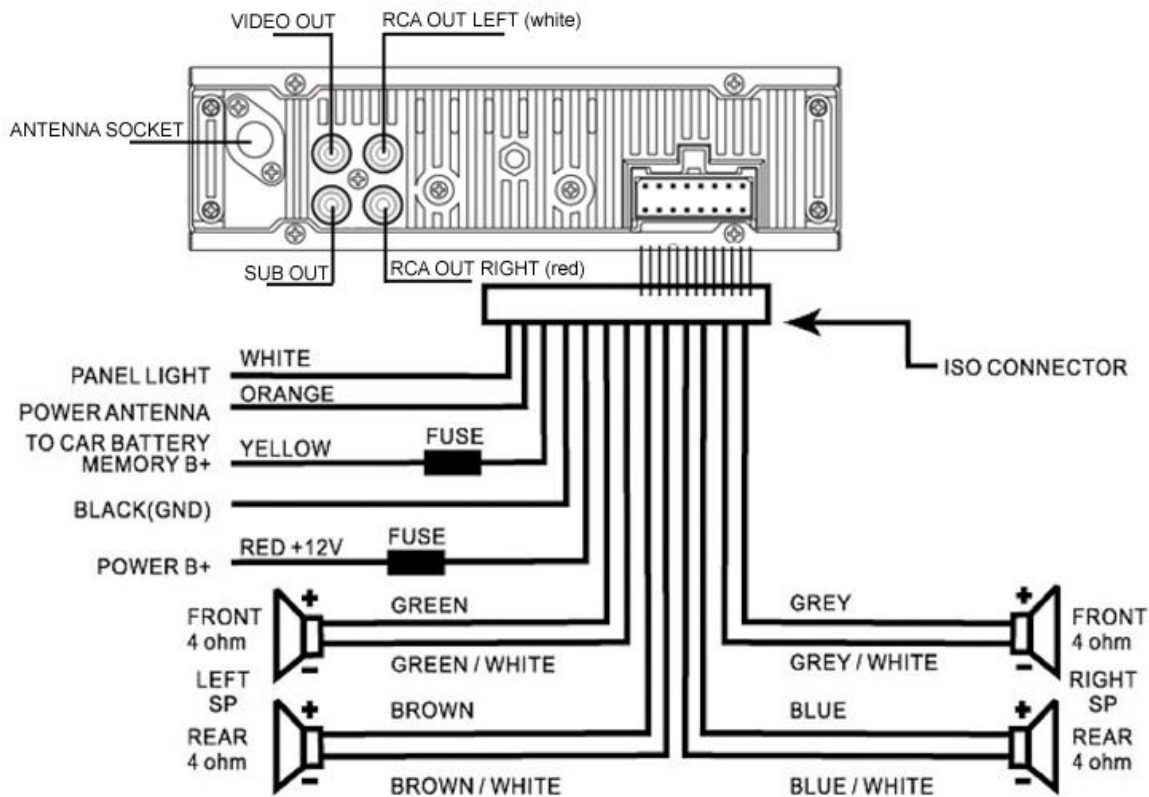 VIDEO OUT
RCA OUT LEFT (white)
ANTENNA SOCKET
SUB OUT
RCA OUT RIGHT (red)
ISO CONNECTOR
PANEL LIGHT
WHITE
POWER ANTENNA
ORANGE
TO CAR BATTERY
MEMORY B+
YELLOW
FUSE
BLACK(GND)
POWER B+
RED +12V
FUSE
FRONT
4 ohm
+
-
GREEN
GREEN / WHITE
LEFT
SP
REAR
4 ohm
+
-
BROWN
BROWN / WHITE
GREY
GREY / WHITE
+
-
FRONT
4 ohm
RIGHT
SP
BLUE
BLUE / WHITE
+
-
REAR
4 ohm